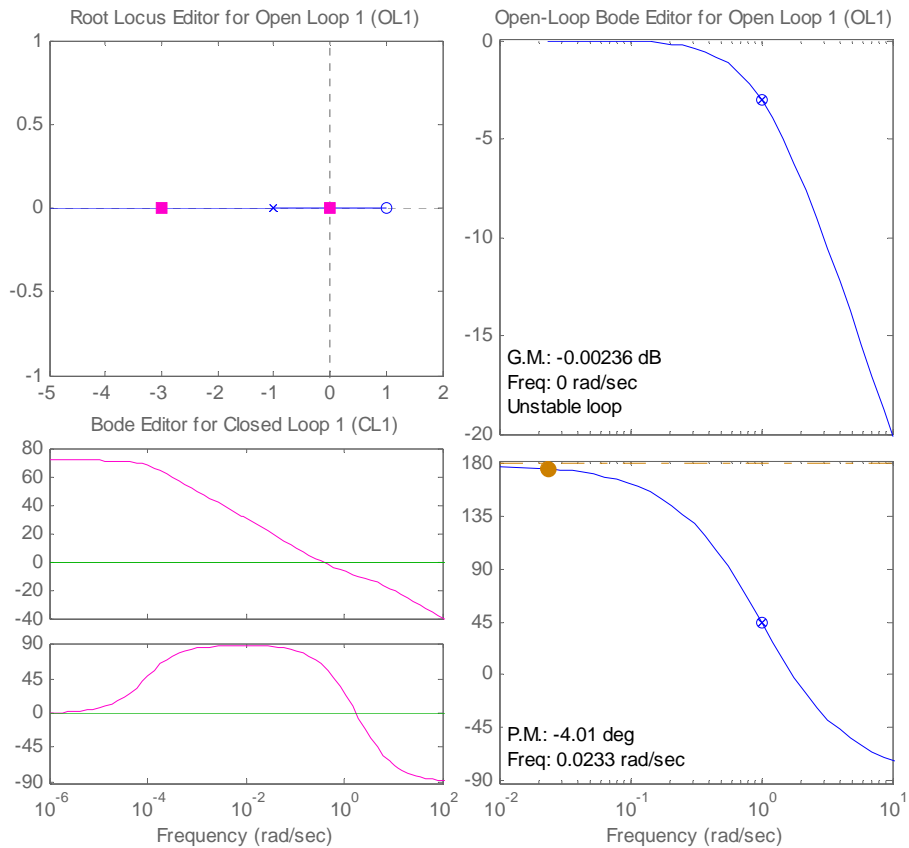 Root Locus Editor for Open Loop 1 (OL1)
1
0.5
0
-0.5
-1
-5 -4 -3 -2 -1 0 1 2
Open-Loop Bode Editor for Open Loop 1 (OL1)
0
-5
-10
-15
-20
G.M.: -0.00236 dB
Freq: 0 rad/sec
Unstable loop
Bode Editor for Closed Loop 1 (CL1)
80
60
40
20
0
-20
-40
90
45
0
-45
-90
10^-6 10^-4 10^-2 10^0 10^2
Frequency (rad/sec)
180
135
90
45
0
-45
-90
P.M.: -4.01 deg
Freq: 0.0233 rad/sec
10^-2 10^-1 10^0 10^1
Frequency (rad/sec)